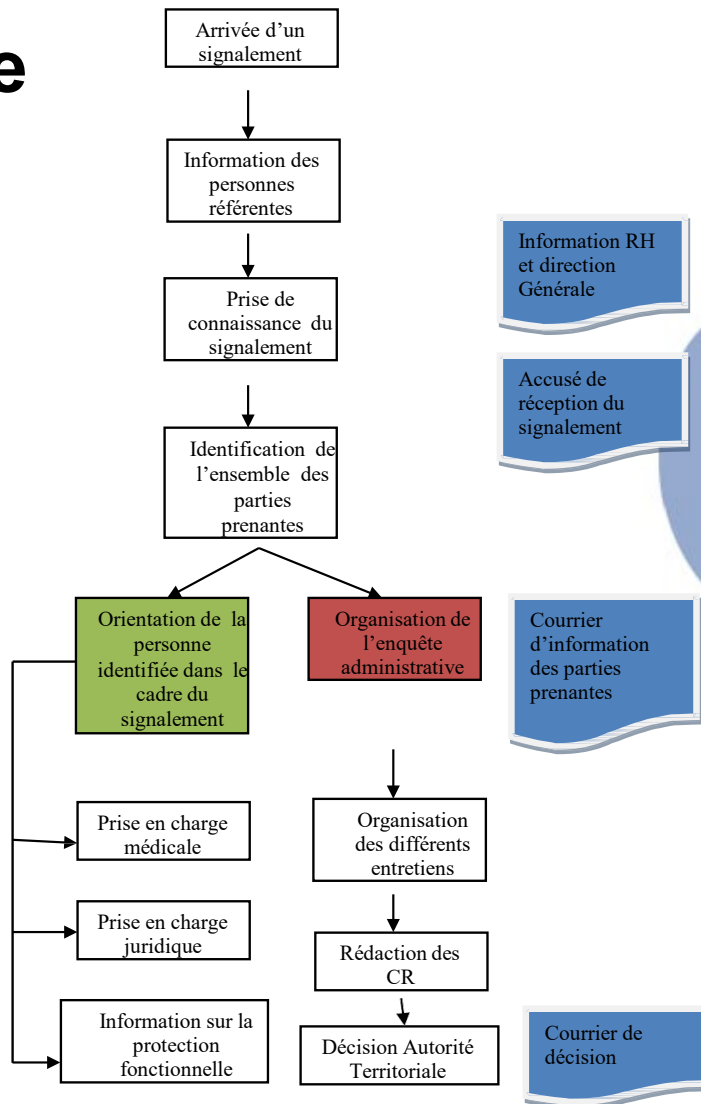 e
Arrivée d’un
signalement
Information des
personnes
référentes
Information RH
et direction
Générale
Prise de
connaissance du
signalement
Accusé de
réception du
signalement
Identification de
l’ensemble des
parties
prenantes
Orientation de la
personne
identifiée dans le
cadre du
signalement
Organisation de
l’enquête
administrative
Courrier
d’information
des parties
prenantes
Prise en charge
médicale
Organisation
des différents
entretiens
Prise en charge
juridique
Rédaction des
CR
Information sur la
protection
fonctionnelle
Décision Autorité
Territoriale
Courrier de
décision